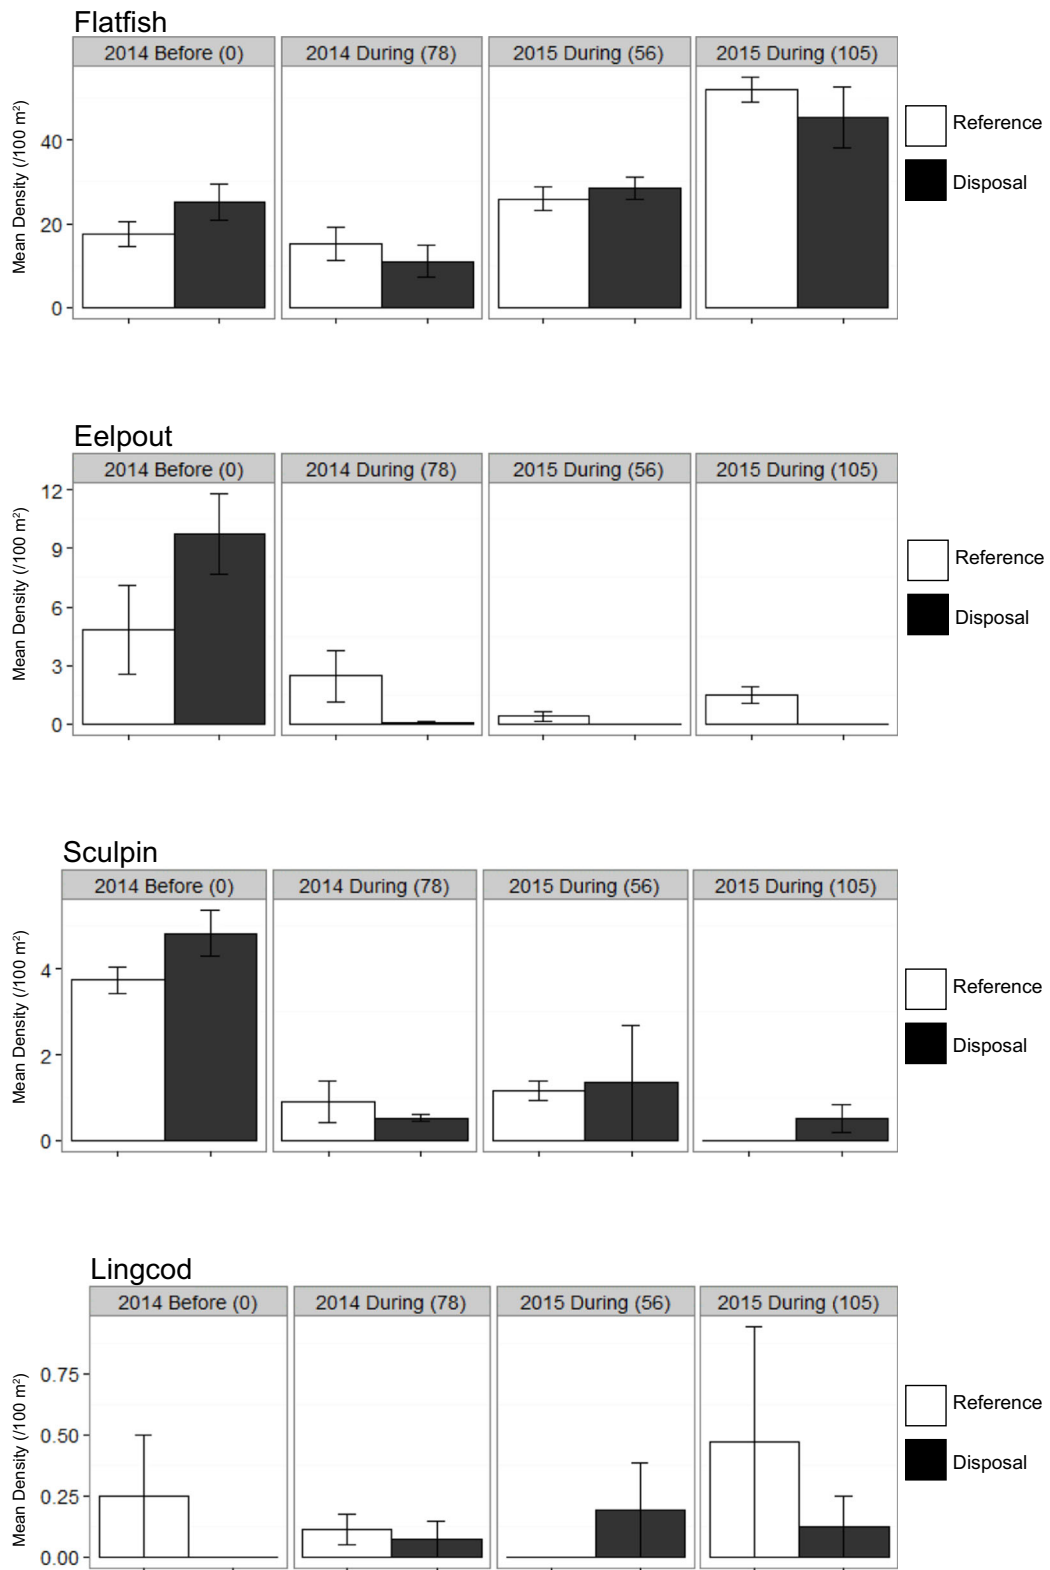 Flatfish
2014 Before (0) 2014 During (78) 2015 During (56) 2015 During (105)
Mean Density (/100 m²)
40
20
0
Reference
Disposal
Eelpout
2014 Before (0) 2014 During (78) 2015 During (56) 2015 During (105)
Mean Density (/100 m²)
12
9
6
3
0
Reference
Disposal
Sculpin
2014 Before (0) 2014 During (78) 2015 During (56) 2015 During (105)
Mean Density (/100 m²)
4
2
0
Reference
Disposal
Lingcod
2014 Before (0) 2014 During (78) 2015 During (56) 2015 During (105)
Mean Density (/100 m²)
0.75
0.50
0.25
0.00
Reference
Disposal